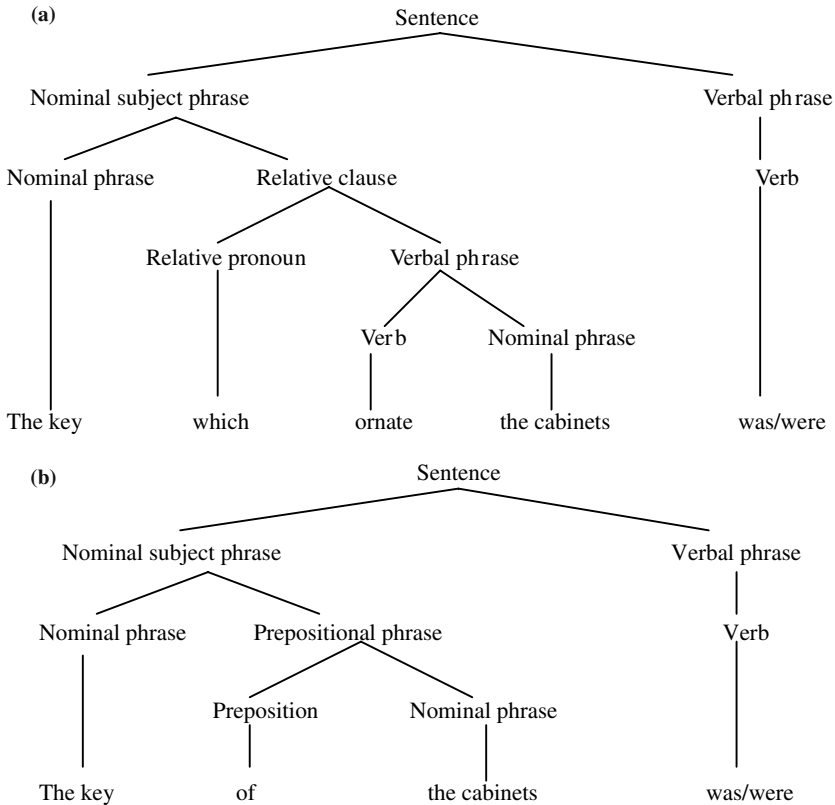 (a)
Sentence
Nominal subject phrase Verbal phrase
Nominal phrase Relative clause Verb
Relative pronoun Verbal phrase
Verb Nominal phrase
The key which ornate the cabinets was/were
(b)
Sentence
Nominal subject phrase Verbal phrase
Nominal phrase Prepositional phrase Verb
Preposition Nominal phrase
The key of the cabinets was/were